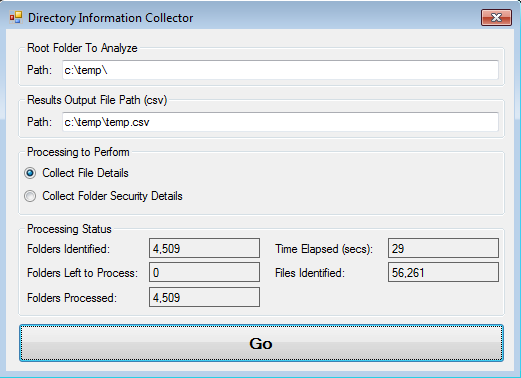 Directory Information Collector
Root Folder To Analyze
Path: c:\temp\
Results Output File Path (csv)
Path: c:\temp\temp.csv
Processing to Perform
Collect File Details
Collect Folder Security Details
Processing Status
Folders Identified: 4,509 Time Elapsed (secs): 29
Folders Left to Process: 0 Files Identified: 56,261
Folders Processed: 4,509
Go